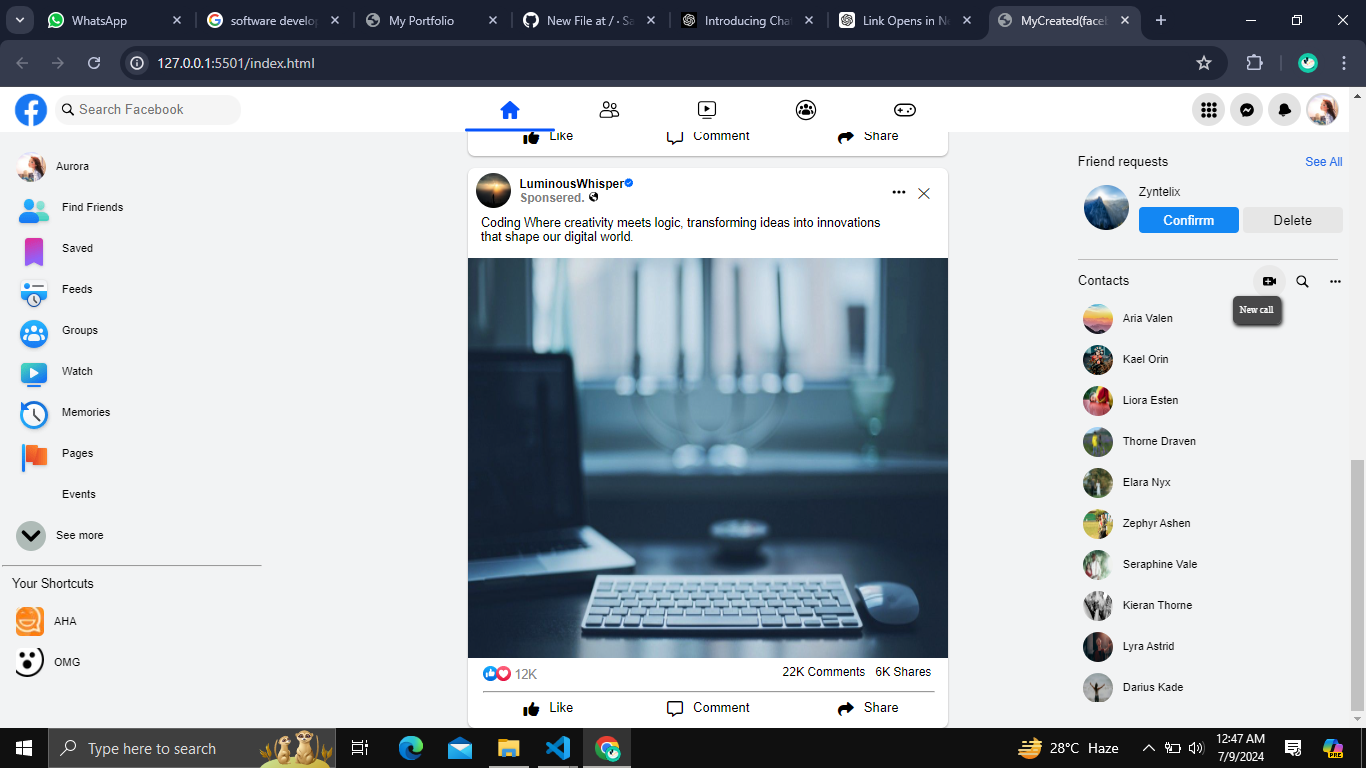 WhatsApp
software develop
My Portfolio
New File at / · Sa
Introducing Chat
Link Opens in Ne
MyCreated(faceb
127.0.0.1:5501/index.html
Search Facebook
Like Comment Share
Aurora
Find Friends
Saved
Feeds
Groups
Watch
Memories
Pages
Events
See more
Your Shortcuts
AHA
OMG
LuminousWhisper
Sponsored.
Coding Where creativity meets logic, transforming ideas into innovations
that shape our digital world.
12K 22K Comments 6K Shares
Like Comment Share
Friend requests See All
Zyntelix
Confirrm Delete
Contacts
New call
Aria Valen
Kael Orin
Liora Esten
Thorne Draven
Elara Nyx
Zephyr Ashen
Seraphine Vale
Kieran Thorne
Lyra Astrid
Darius Kade
Type here to search
28°C Haze
12:47 AM
7/9/2024
PRE